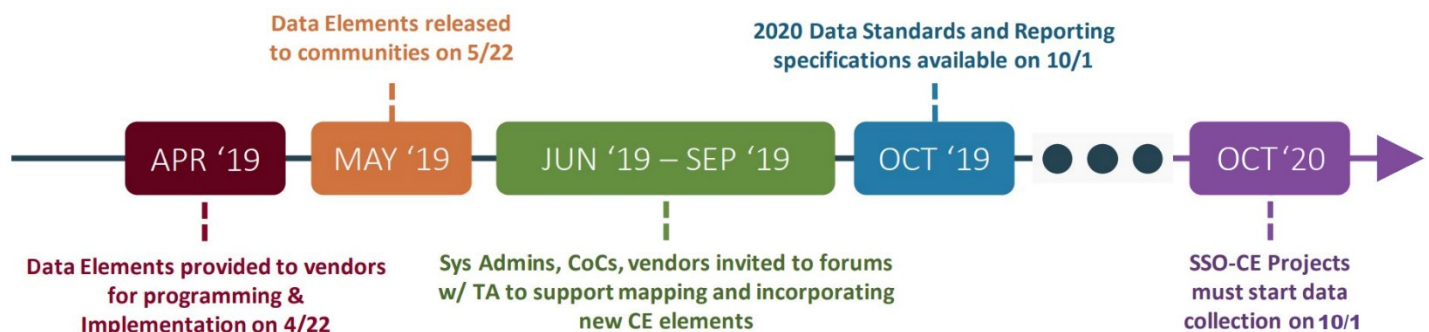 Data Elements released
to communities on 5/22
2020 Data Standards and Reporting
specifications available on 10/1
APR ‘19
MAY ‘19
JUN ‘19 – SEP ‘19
OCT ‘19
OCT ‘20
Data Elements provided to vendors
for programming &
Implementation on 4/22
Sys Admins, CoCs, vendors invited to forums
w/ TA to support mapping and incorporating
new CE elements
SSO-CE Projects
must start data
collection on 10/1